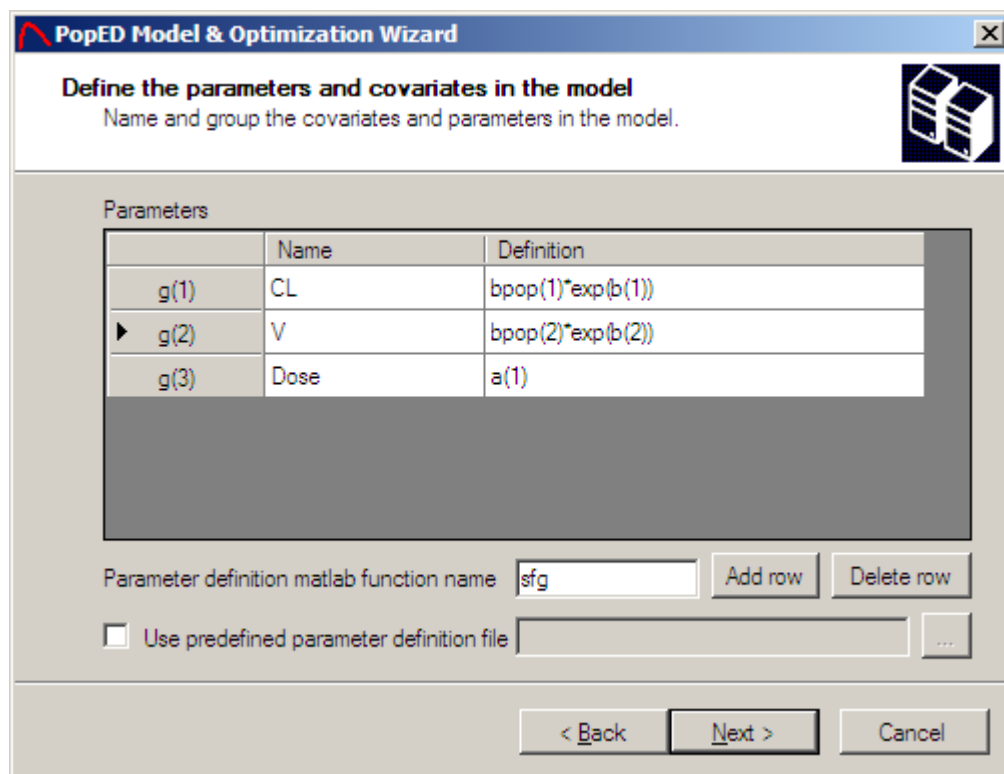 PopED Model & Optimization Wizard
Define the parameters and covariates in the model
Name and group the covariates and parameters in the model.
Parameters
Name Definition
g(1) CL bpop(1)*exp(b(1))
g(2) V bpop(2)*exp(b(2))
g(3) Dose a(1)
Parameter definition matlab function name sfg Add row Delete row
Use predefined parameter definition file ...
< Back Next > Cancel